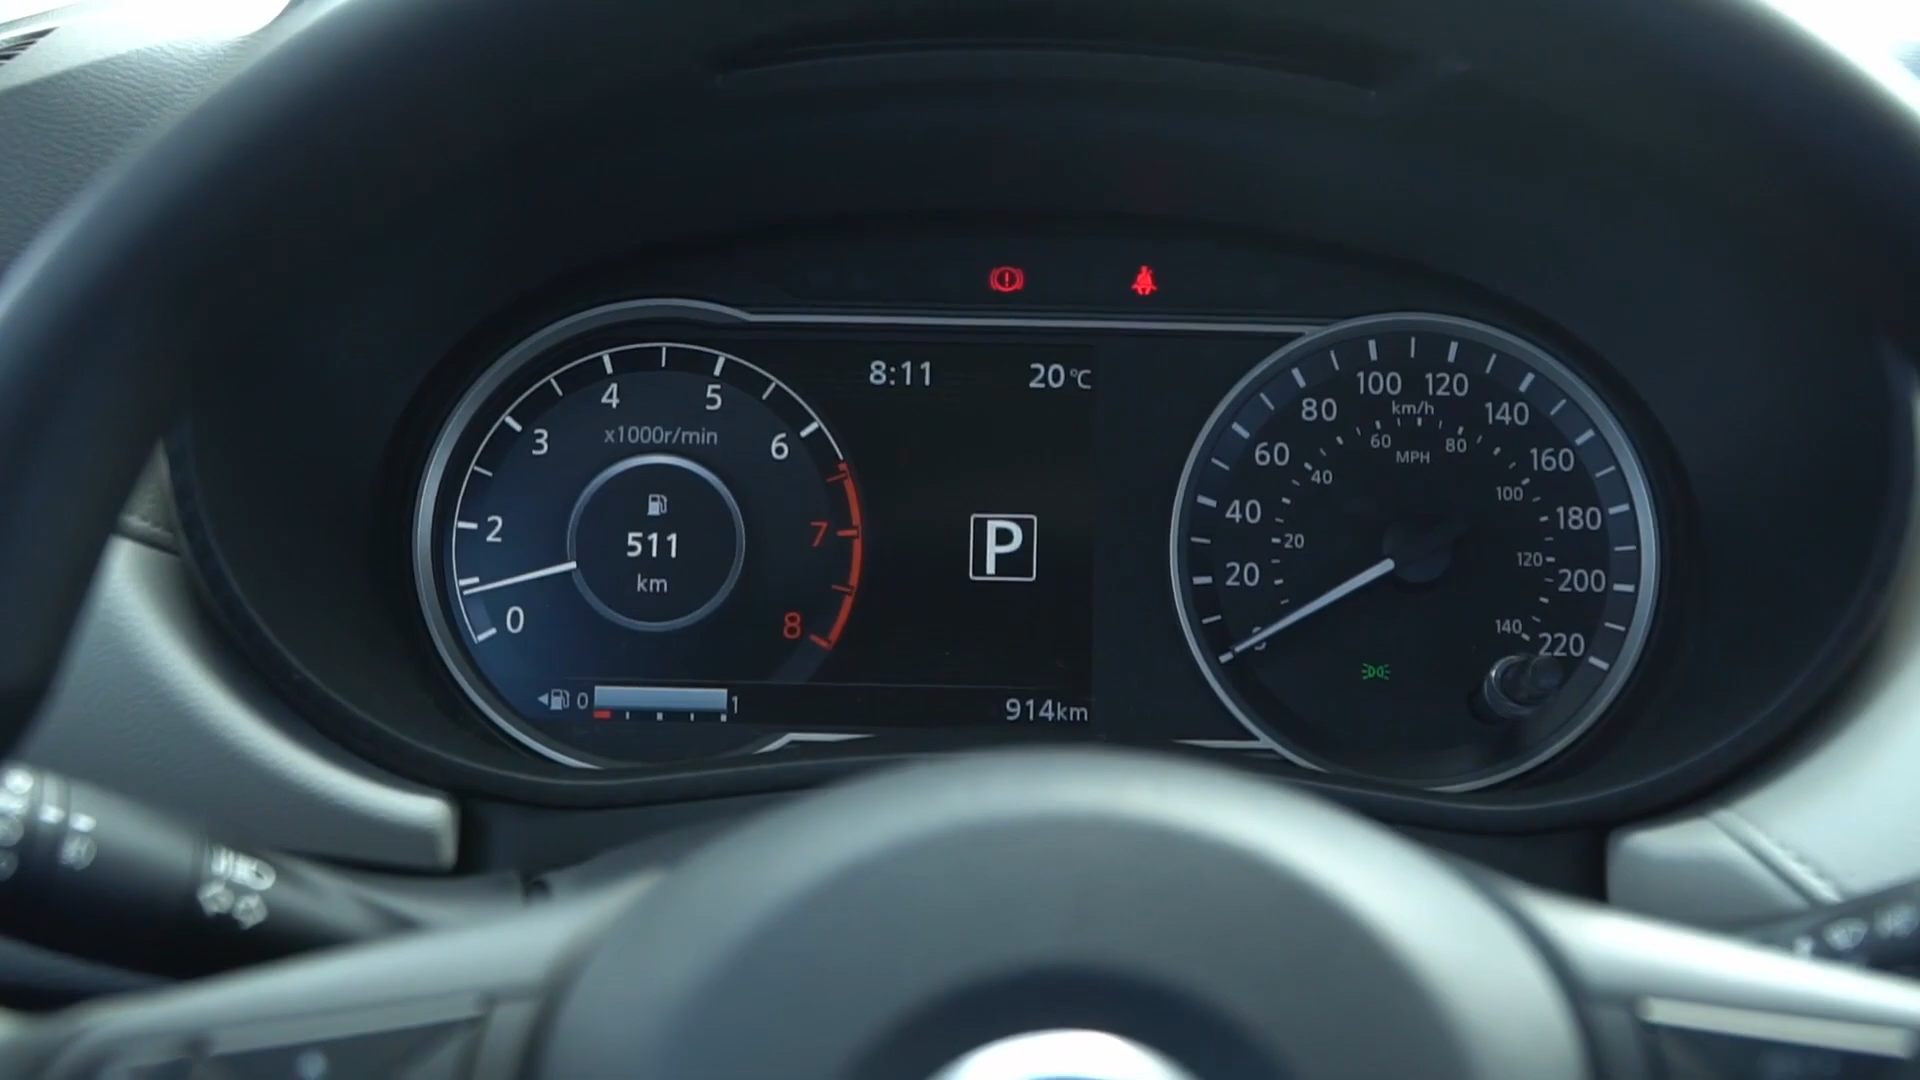 8:11 20°C
4 5
x1000r/min
3 6
2 7
0 8
511
km
0 1
914km
100 120
80 km/h 140
60 80
60 MPH 160
40 100
40 180
20 120
20 200
140 220
P